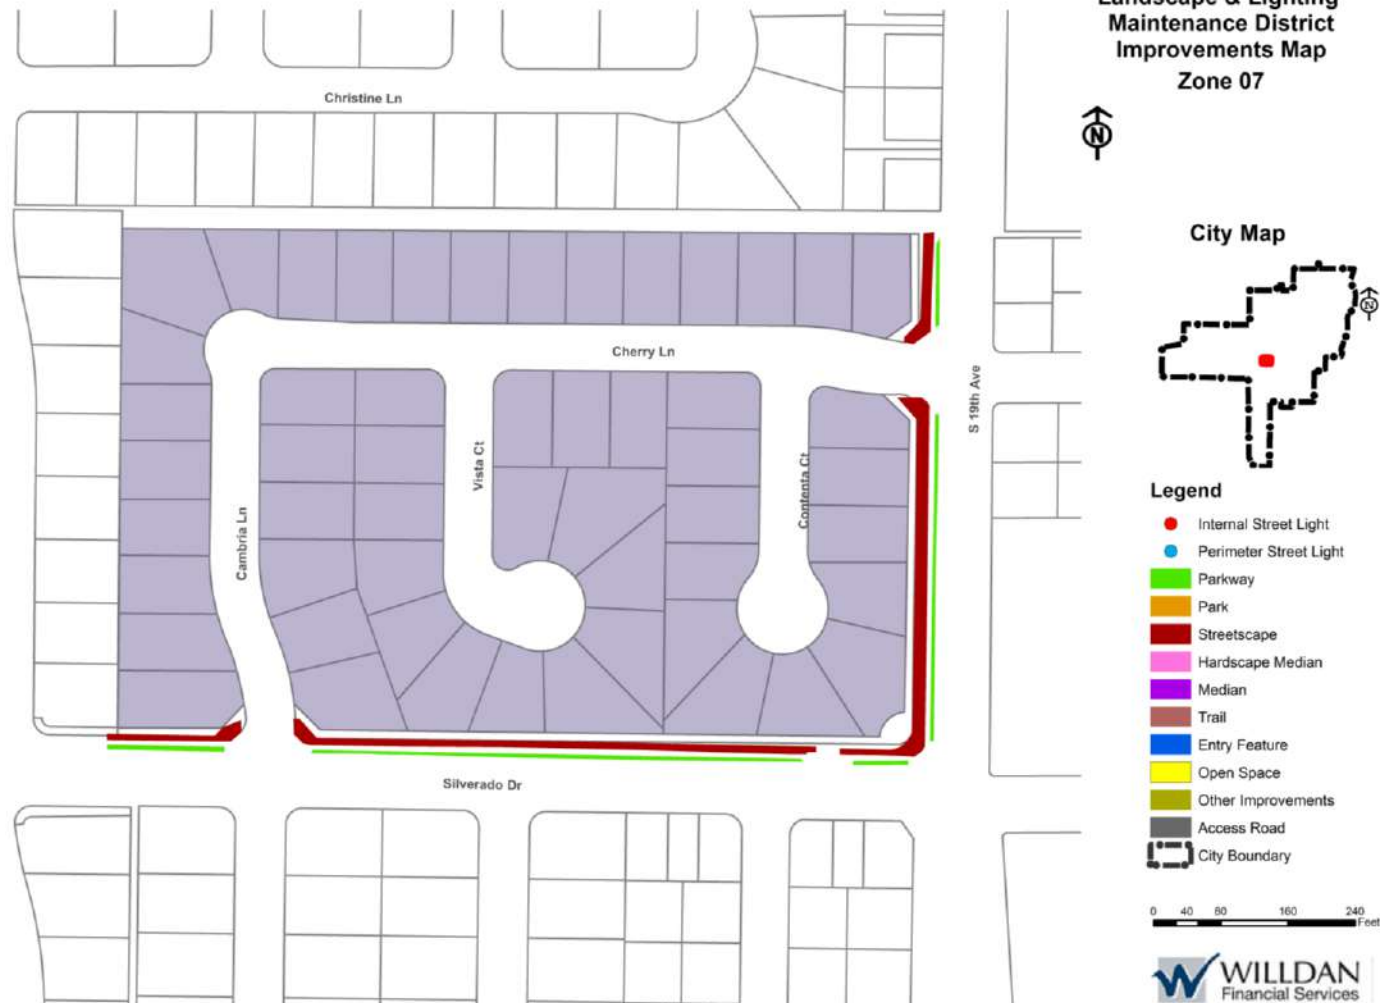 Landscape & Lighting
Maintenance District
Improvements Map
Zone 07
N
Christine Ln
City Map
N
Cherry Ln
S 19th Ave
Vista Ct
Contenta Ct
Cambria Ln
Silverado Dr
Legend
Internal Street Light
Perimeter Street Light
Parkway
Park
Streetscape
Hardscape Median
Median
Trail
Entry Feature
Open Space
Other Improvements
Access Road
City Boundary
0 40 80 160 240
Feet
WILLDAN
Financial Services